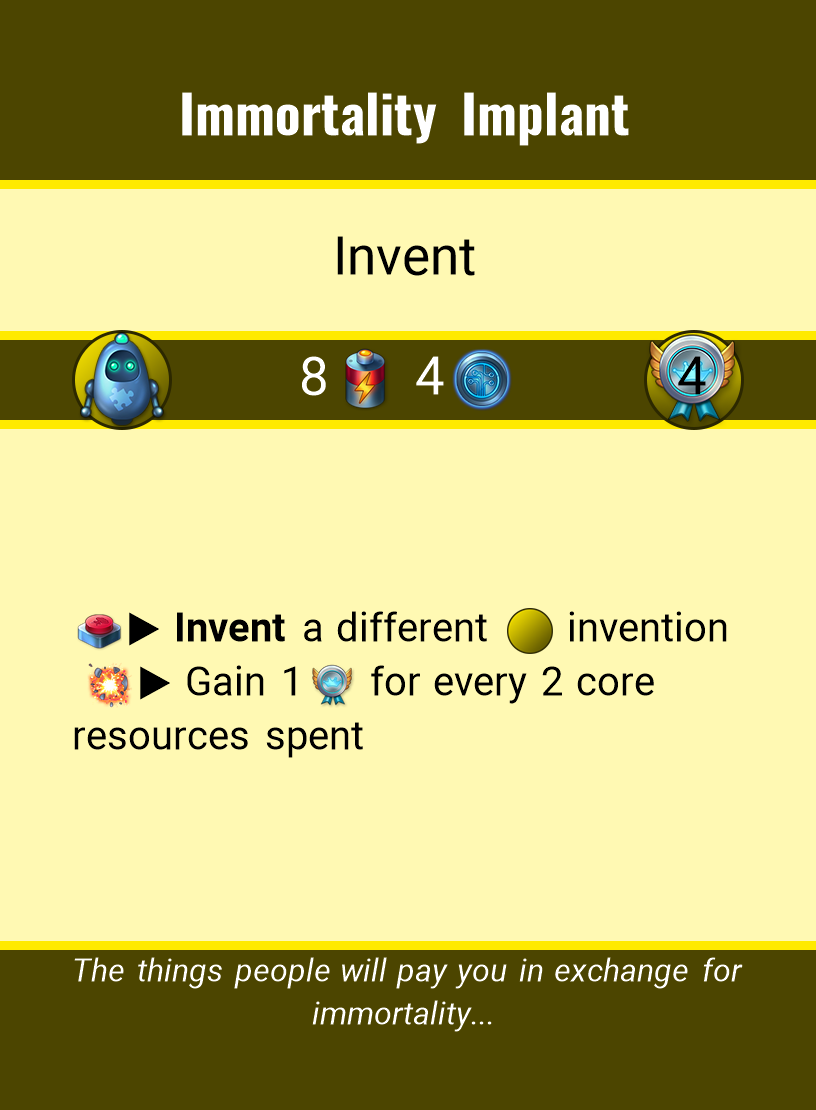 Immortality Implant
Invent
8 4 4
▶ Invent a different invention
▶ Gain 1 for every 2 core
resources spent
The things people will pay you in exchange for
immortality...